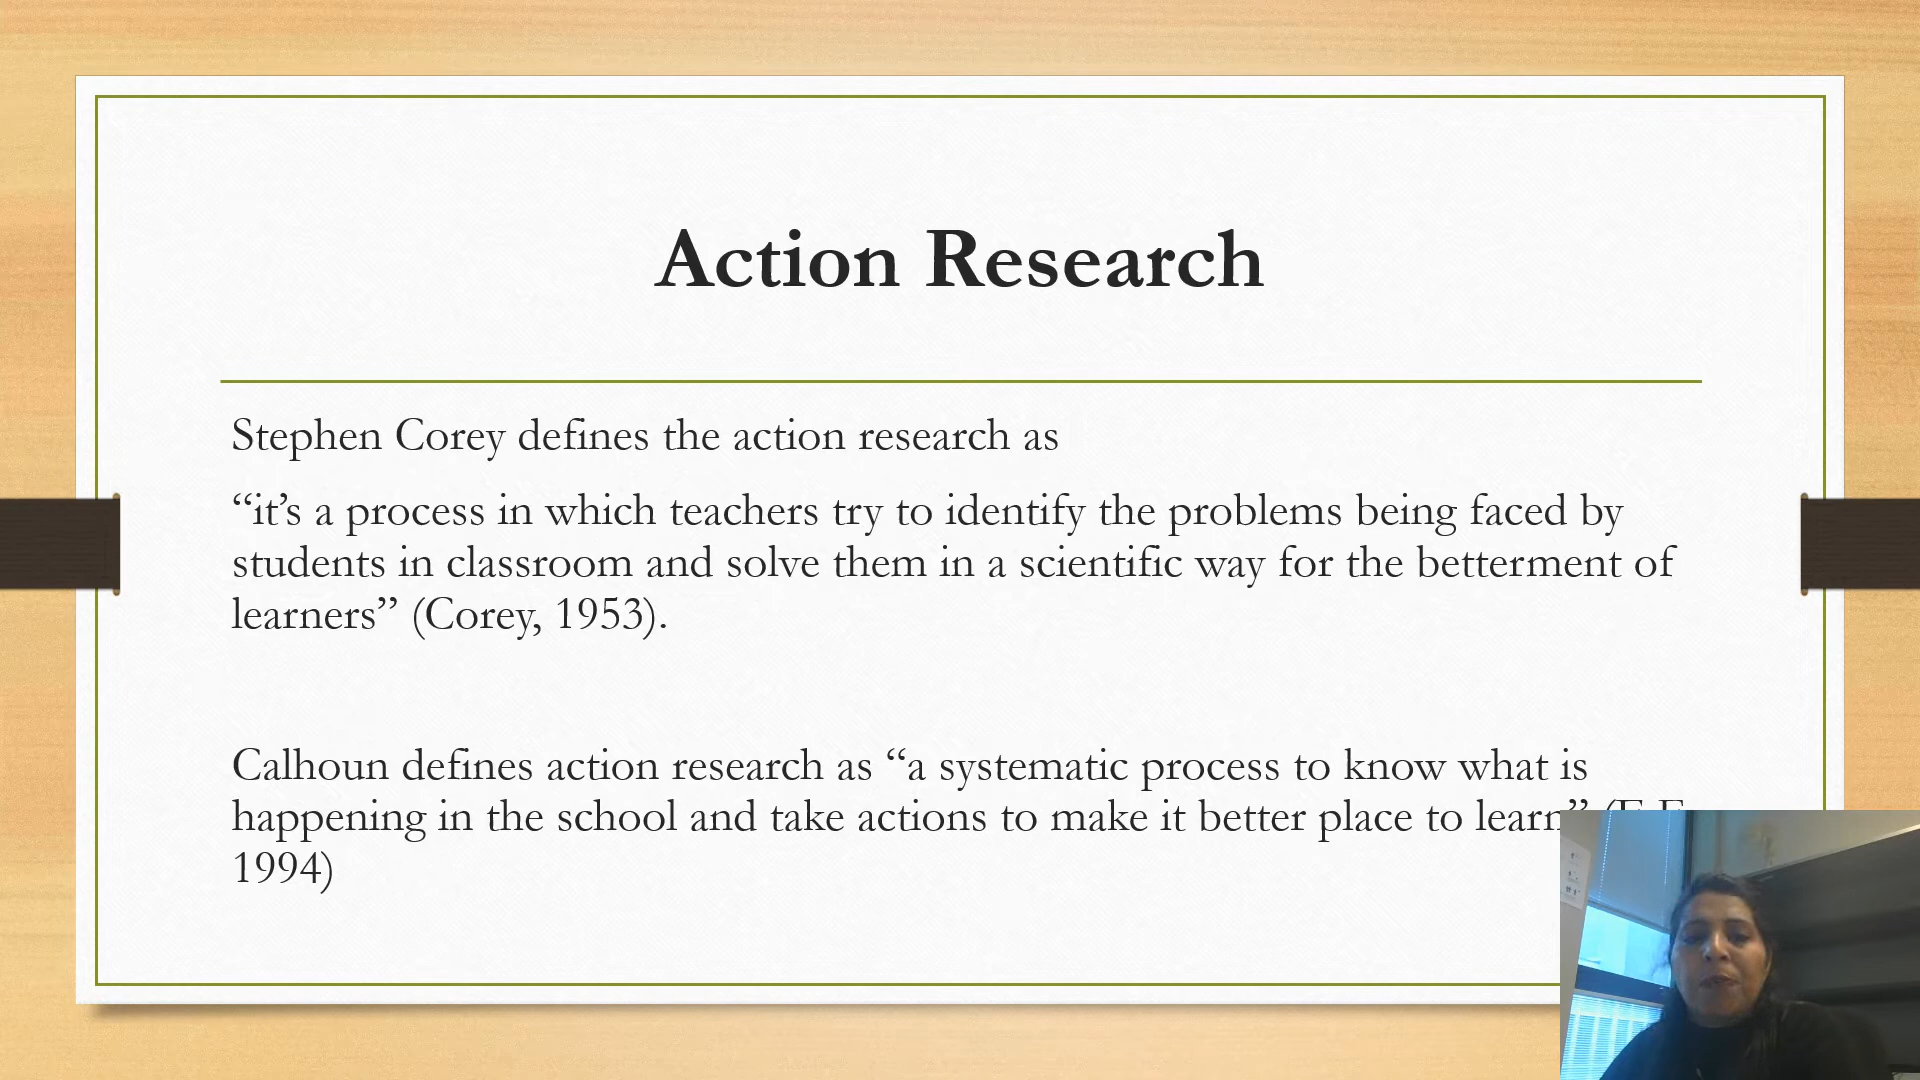 Action Research
Stephen Corey defines the action research as
“it’s a process in which teachers try to identify the problems being faced by
students in classroom and solve them in a scientific way for the betterment of
learners” (Corey, 1953).
Calhoun defines action research as “a systematic process to know what is
happening in the school and take actions to make it better place to learn”
1994)